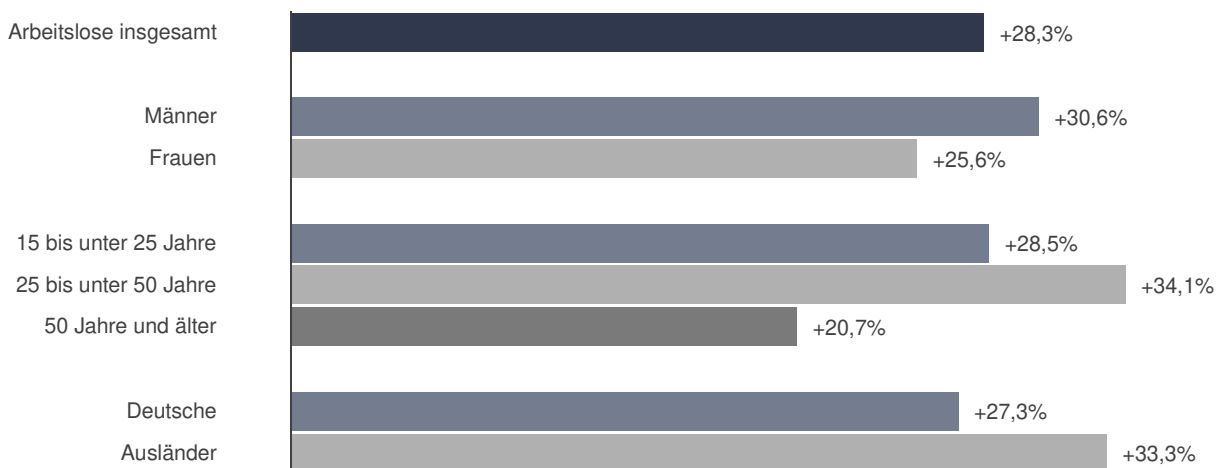 Arbeitslose insgesamt +28,3%
Männer +30,6%
Frauen +25,6%
15 bis unter 25 Jahre +28,5%
25 bis unter 50 Jahre +34,1%
50 Jahre und älter +20,7%
Deutsche +27,3%
Ausländer +33,3%